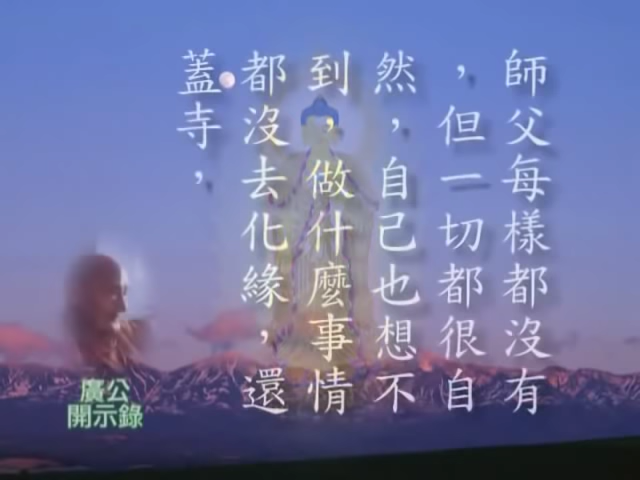 師父每樣都沒有
，但一切都很自
然，自己也想不
到，做什麼事情
都沒去化緣，還
蓋寺，
廣公
開示錄